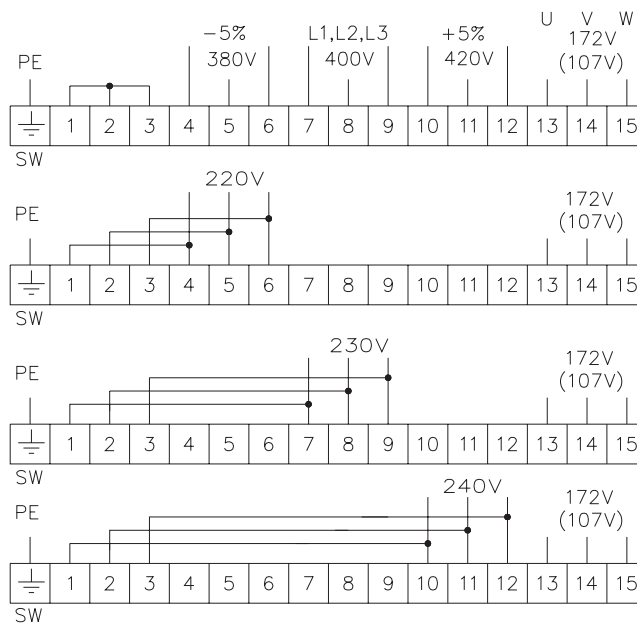 U V W
-5% L1,L2,L3 +5% 172V
PE 380V 400V 420V (107V)
1 2 3 4 5 6 7 8 9 10 11 12 13 14 15
SW
220V 172V
PE (107V)
1 2 3 4 5 6 7 8 9 10 11 12 13 14 15
SW
230V 172V
PE (107V)
1 2 3 4 5 6 7 8 9 10 11 12 13 14 15
SW
240V 172V
PE (107V)
1 2 3 4 5 6 7 8 9 10 11 12 13 14 15
SW